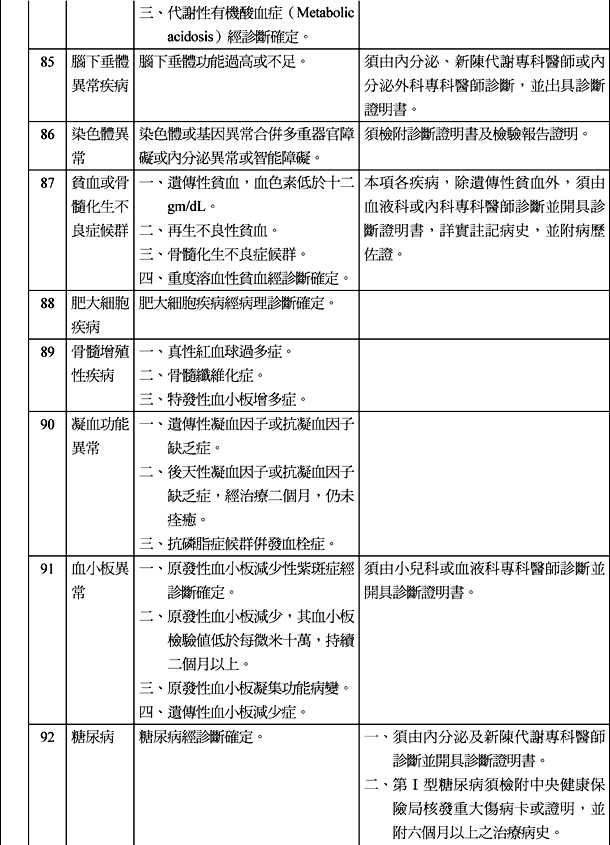 三、代謝性有機酸血症（Metabolic
acidosis）經診斷確定。
85 腦下垂體 腦下垂體功能過高或不足。 須由內分泌、新陳代謝專科醫師或內
異常疾病 分泌外科專科醫師診斷，並出具診斷
證明書。
86 染色體異 染色體或基因異常合併多重器官障 須檢附診斷證明書及檢驗報告證明。
常 礙或內分泌異常或智能障礙。
87 貧血或骨 一、遺傳性貧血，血色素低於十二 本項各疾病，除遺傳性貧血外，須由
髓化生不 gm/dL。 血液科或內科專科醫師診斷並開具診
良症候群 二、再生不良性貧血。 斷證明書，詳實註記病史，並附病歷
三、骨髓化生不良症候群。 佐證。
四、重度溶血性貧血經診斷確定。
88 肥大細胞 肥大細胞疾病經病理診斷確定。
疾病
89 骨髓增殖 一、真性紅血球過多症。
性疾病 二、骨髓纖維化症。
三、特發性血小板增多症。
90 凝血功能 一、遺傳性凝血因子或抗凝血因子
異常 缺乏症。
二、後天性凝血因子或抗凝血因子
缺乏症，經治療二個月，仍未
痊癒。
三、抗磷脂症候群併發血栓症。
91 血小板異 一、原發性血小板減少性紫斑症經 須由小兒科或血液科專科醫師診斷並
常 診斷確定。 開具診斷證明書。
二、原發性血小板減少，其血小板
檢驗值低於每微米十萬，持續
二個月以上。
三、原發性血小板凝集功能病變。
四、遺傳性血小板減少症。
92 糖尿病 糖尿病經診斷確定。 一、須由內分泌及新陳代謝專科醫師
診斷並開具診斷證明書。
二、第Ⅰ型糖尿病須檢附中央健康保
險局核發重大傷病卡或證明，並
附六個月以上之治療病史。